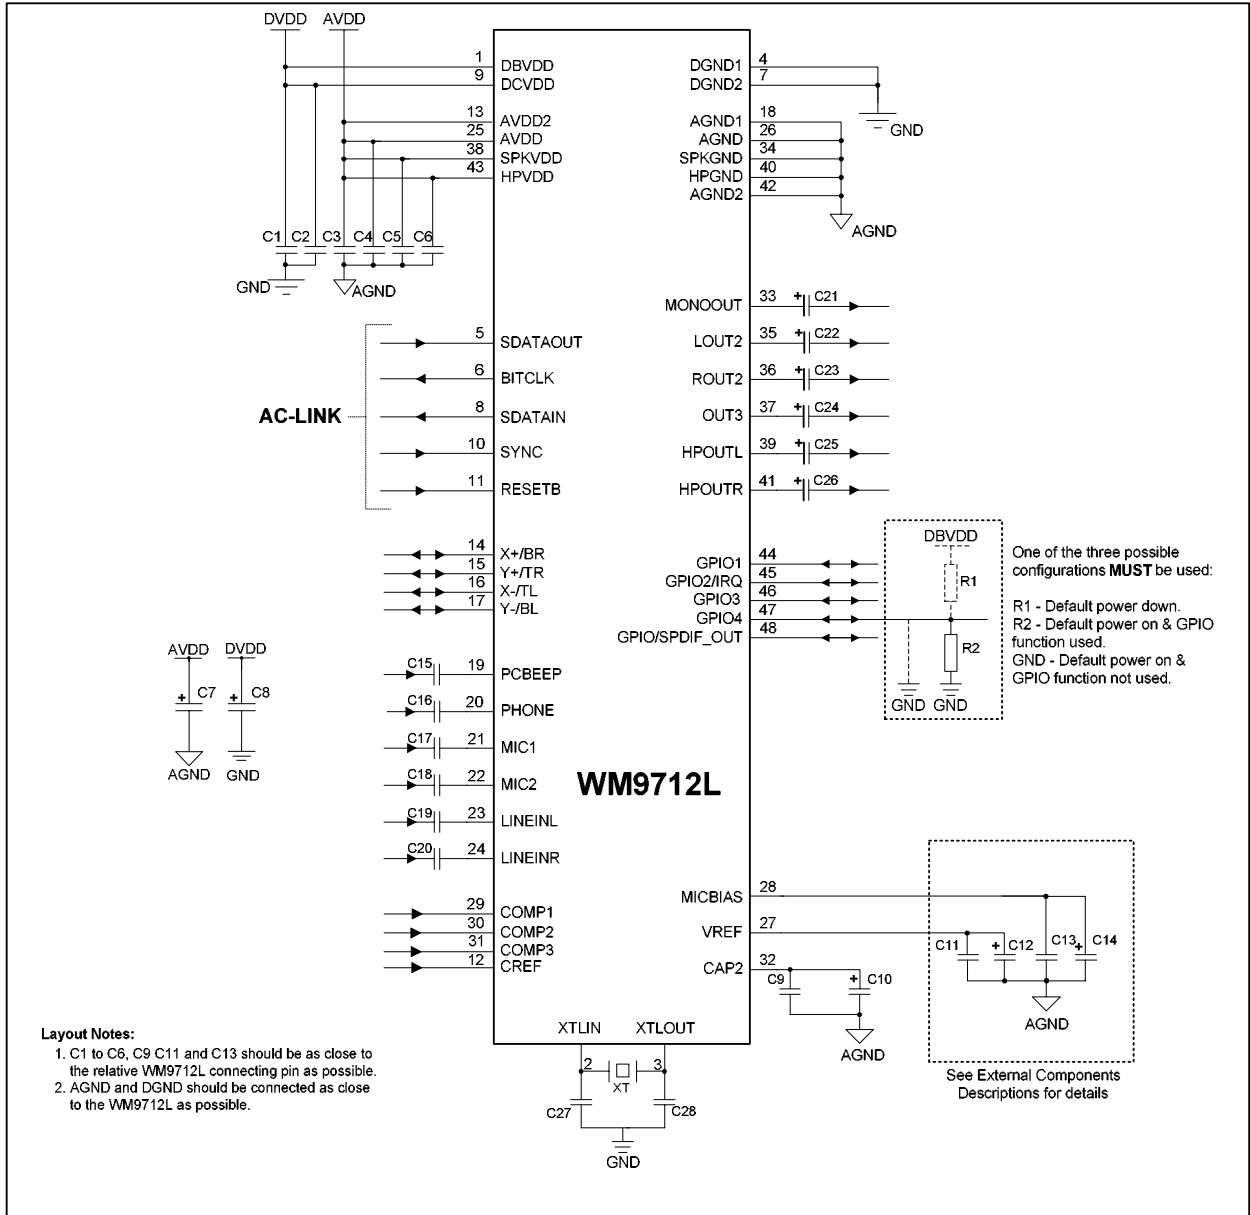 DVDD AVDD
1 DBVDD
9 DCVDD
13 AVDD2
25 AVDD
38 SPKVDD
43 HPVDD
C1 C2 C3 C4 C5 C6
GND AGND
DGND1 4
DGND2 7
GND
AGND1 18
AGND 26
SPKGND 34
HPGND 40
AGND2 42
AGND
AC-LINK
5 SDATAOUT
6 BITCLK
8 SDATAIN
10 SYNC
11 RESETB
MONOOUT 33 + C21
LOUT2 35 + C22
ROUT2 36 + C23
OUT3 37 + C24
HPOUTL 39 + C25
HPOUTR 41 + C26
14 X+/BR
15 Y+/TR
16 X-/TL
17 Y-/BL
GPIO1 44
GPIO2/IRQ 45
GPIO3 46
GPIO4 47
GPIO/SPDIF_OUT 48
DBVDD
R1
R2
GND GND
One of the three possible
configurations MUST be used:
R1 - Default power down.
R2 - Default power on & GPIO
function used.
GND - Default power on &
GPIO function not used.
AVDD DVDD
+ C7 + C8
AGND GND
C15 19 PCBEEP
C16 20 PHONE
C17 21 MIC1
C18 22 MIC2
C19 23 LINEINL
C20 24 LINEINR
WM9712L
29 COMP1
30 COMP2
31 COMP3
12 CREF
MICBIAS 28
VREF 27
CAP2 32
C9 + C10
AGND
C11 + C12 C13 + C14
AGND
See External Components
Descriptions for details
XTLIN XTLOUT
2 3
XT
C27 C28
GND
Layout Notes:
1. C1 to C6, C9 C11 and C13 should be as close to
the relative WM9712L connecting pin as possible.
2. AGND and DGND should be connected as close
to the WM9712L as possible.